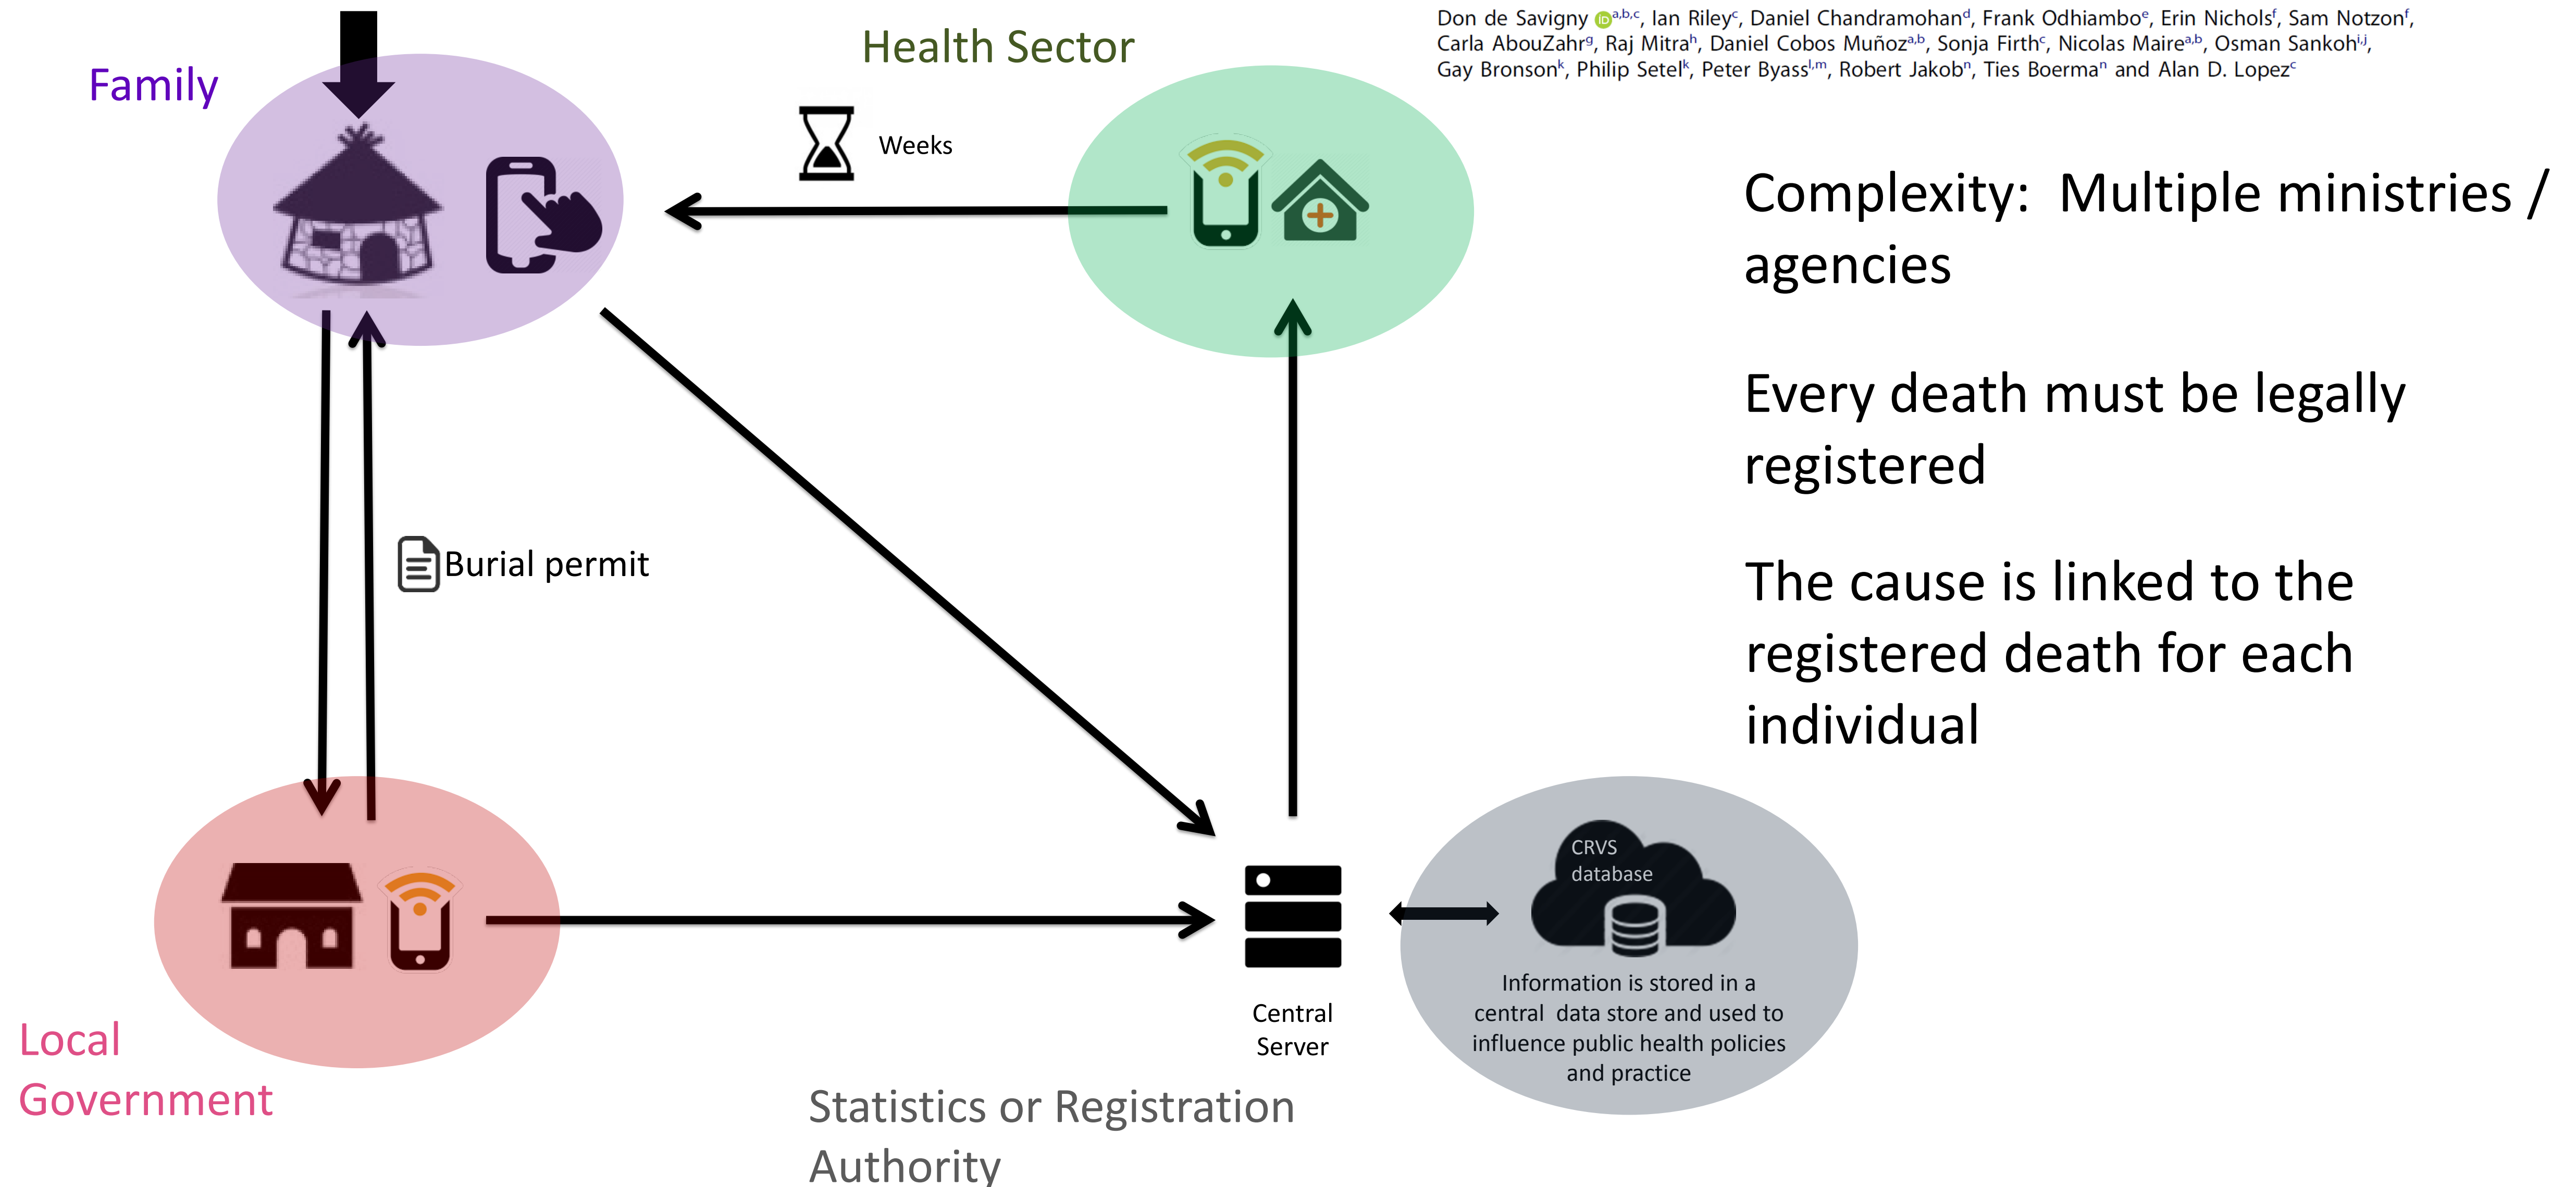 Don de Savigny a,b,c, Ian Riley c, Daniel Chandramohan d, Frank Odhiambo e, Erin Nichols f, Sam Notzon f,
Carla AbouZahr g, Raj Mitra h, Daniel Cobos Muñoz a,b, Sonja Firth c, Nicolas Maire a,b, Osman Sankoh i,j,
Gay Bronson k, Philip Setel k, Peter Byass l,m, Robert Jakob n, Ties Boerma n and Alan D. Lopez c
Health Sector
Family
Weeks
Complexity: Multiple ministries /
agencies
Every death must be legally
registered
Burial permit
The cause is linked to the
registered death for each
individual
CRVS
database
Information is stored in a
central data store and used to
influence public health policies
and practice
Central
Server
Local
Government
Statistics or Registration
Authority